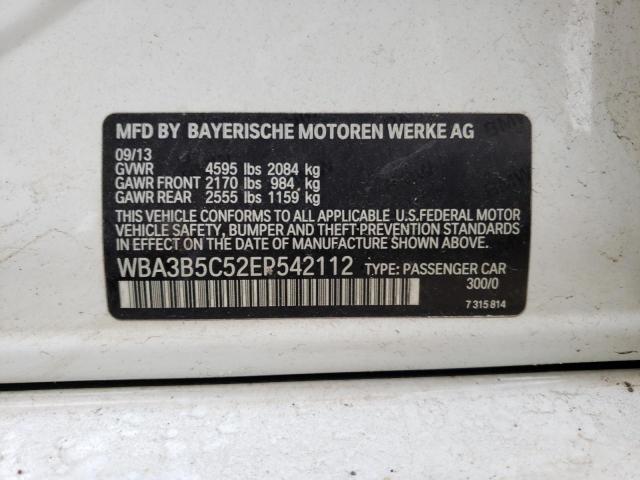 MFD BY BAYERISCHE MOTOREN WERKE AG
09/13
GVWR 4595 lbs 2084 kg
GAWR FRONT 2170 lbs 984 kg
GAWR REAR 2555 lbs 1159 kg
THIS VEHICLE CONFORMS TO ALL APPLICABLE U.S.FEDERAL MOTOR
VEHICLE SAFETY, BUMPER AND THEFT-PREVENTION STANDARDS
IN EFFECT ON THE DATE OF MANUFACTURE SHOWN ABOVE.
WBA3B5C52EP542112 TYPE: PASSENGER CAR
300/0
7 315 814